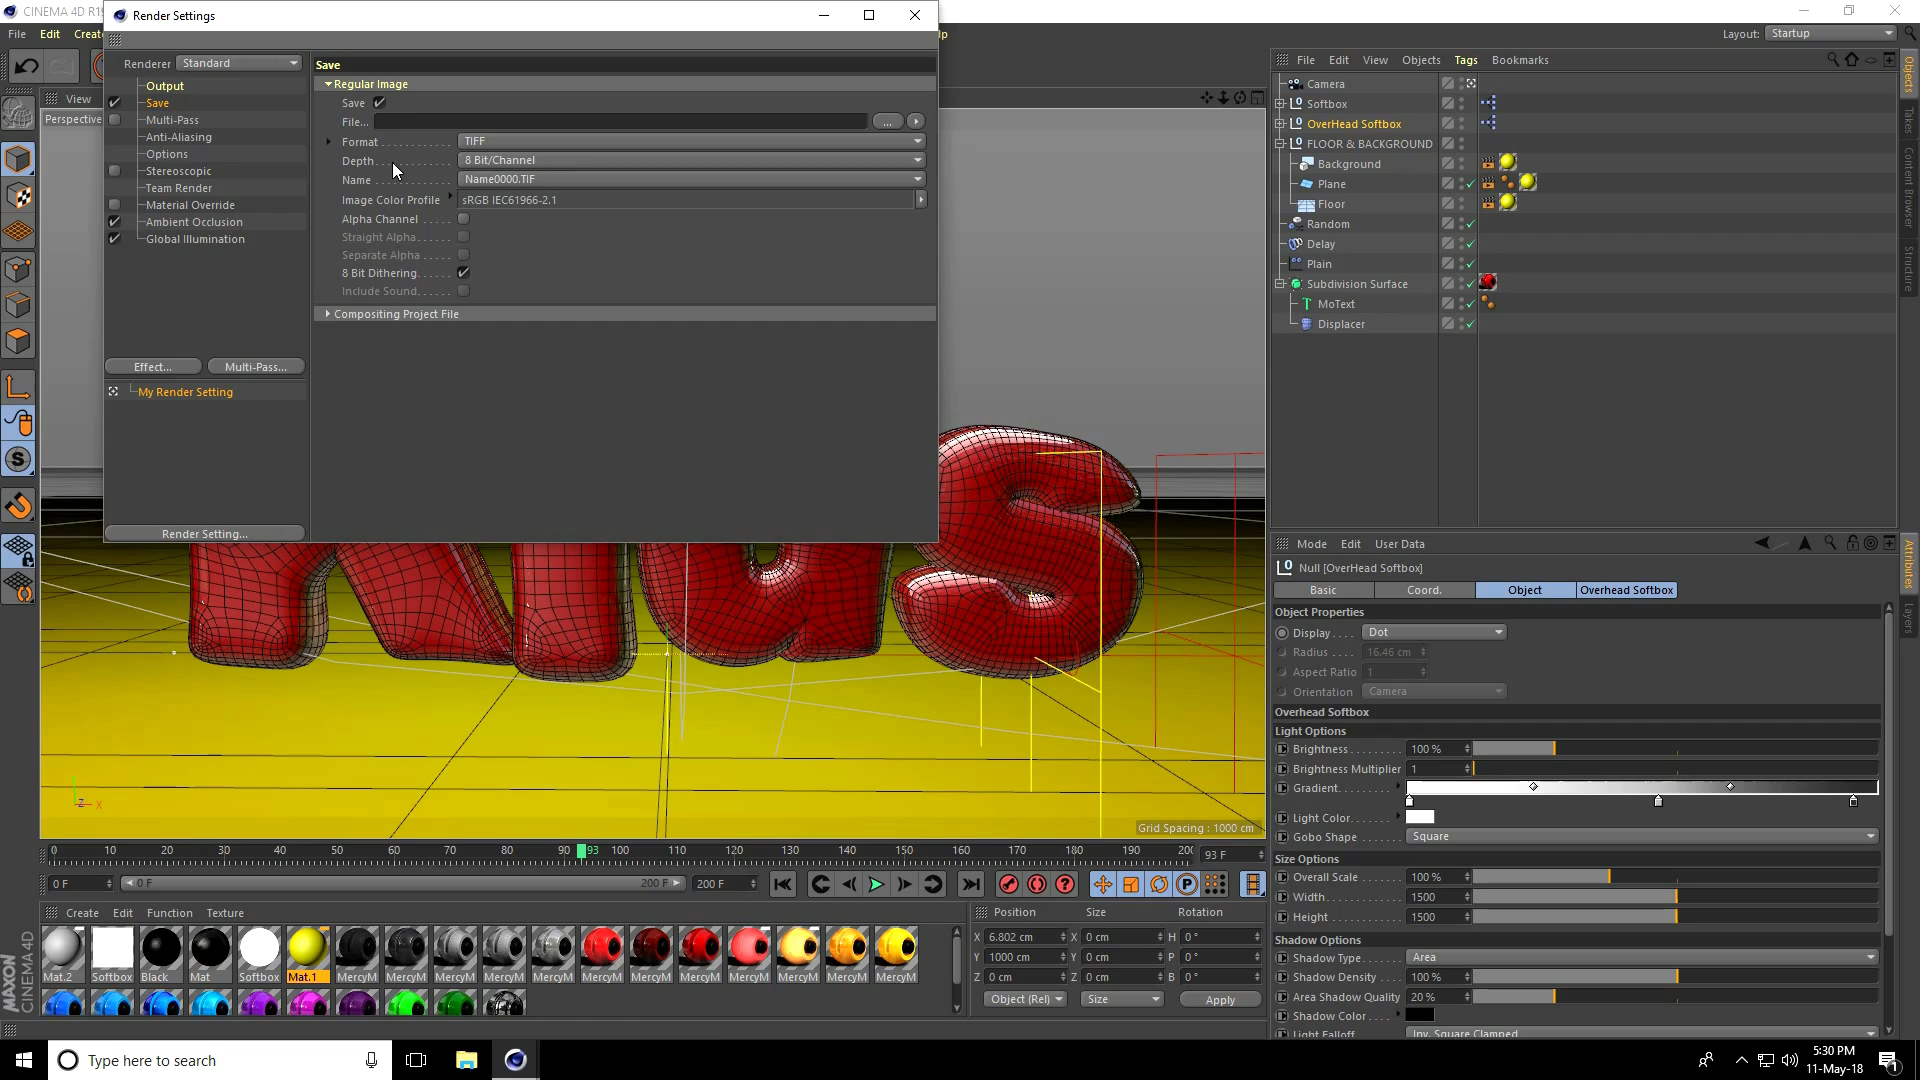 CINEMA 4D R19
Render Settings
File Edit Create
Layout: Startup
Renderer Standard
Output
Save
Multi-Pass
Anti-Aliasing
Options
Stereoscopic
Team Render
Material Override
Ambient Occlusion
Global Illumination
Effect... Multi-Pass...
My Render Setting
Render Setting...
Save
Regular Image
Save
File...
...
Format TIFF
Depth 8 Bit/Channel
Name Name0000.TIF
Image Color Profile sRGB IEC61966-2.1
Alpha Channel
Straight Alpha
Separate Alpha
8 Bit Dithering
Include Sound
Compositing Project File
View
Perspective
Grid Spacing : 1000 cm
File Edit View Objects Tags Bookmarks
Camera
Softbox
OverHead Softbox
FLOOR & BACKGROUND
Background
Plane
Floor
Random
Delay
Plain
Subdivision Surface
MoText
Displacer
Objects
Takes
Content Browser
Structure
Mode Edit User Data
Null [OverHead Softbox]
Basic Coord. Object Overhead Softbox
Object Properties
Display Dot
Radius 16.46 cm
Aspect Ratio 1
Orientation Camera
Overhead Softbox
Light Options
Brightness 100 %
Brightness Multiplier 1
Gradient
Light Color
Gobo Shape Square
Size Options
Overall Scale 100 %
Width 1500
Height 1500
Shadow Options
Shadow Type Area
Shadow Density 100 %
Area Shadow Quality 20 %
Shadow Color
Light Falloff Inv. Square Clamped
Attributes
Layers
0 10 20 30 40 50 60 70 80 90 93 100 110 120 130 140 150 160 170 180 190 200
93 F
0 F 0 F 200 F 200 F
Create Edit Function Texture
Mat.2 Softbox Black Mat Softbox Mat.1 MercyM MercyM MercyM MercyM MercyM MercyM MercyM MercyM MercyM MercyM MercyM MercyM
Position Size Rotation
X 6.802 cm X 0 cm H 0 °
Y 1000 cm Y 0 cm P 0 °
Z 0 cm Z 0 cm B 0 °
Object (Rel) Size Apply
MAXON
CINEMA 4D
Type here to search
5:30 PM
11-May-18
1